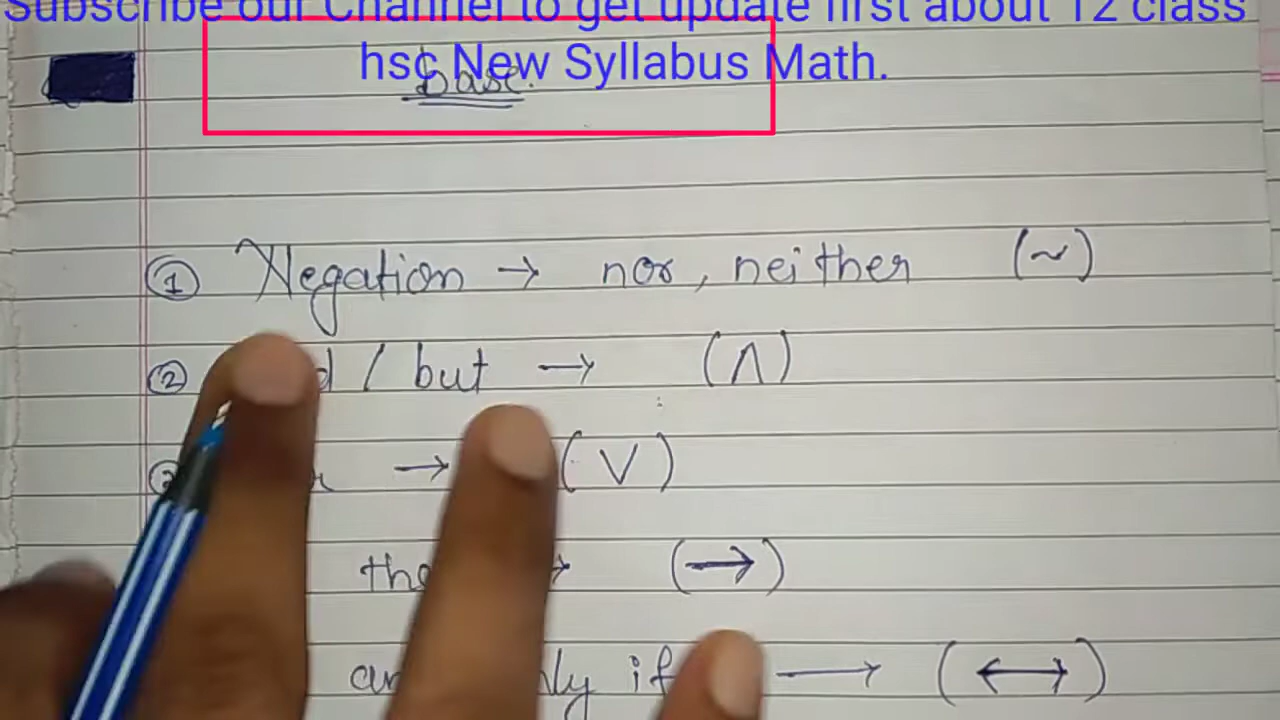 Subscribe our Channel to get update first about 12 class
hsc New Syllabus Math.
base.
① Negation → nor, neither (~)
② / but → (∧)
→ (∨)
→ (→)
only if → (↔)